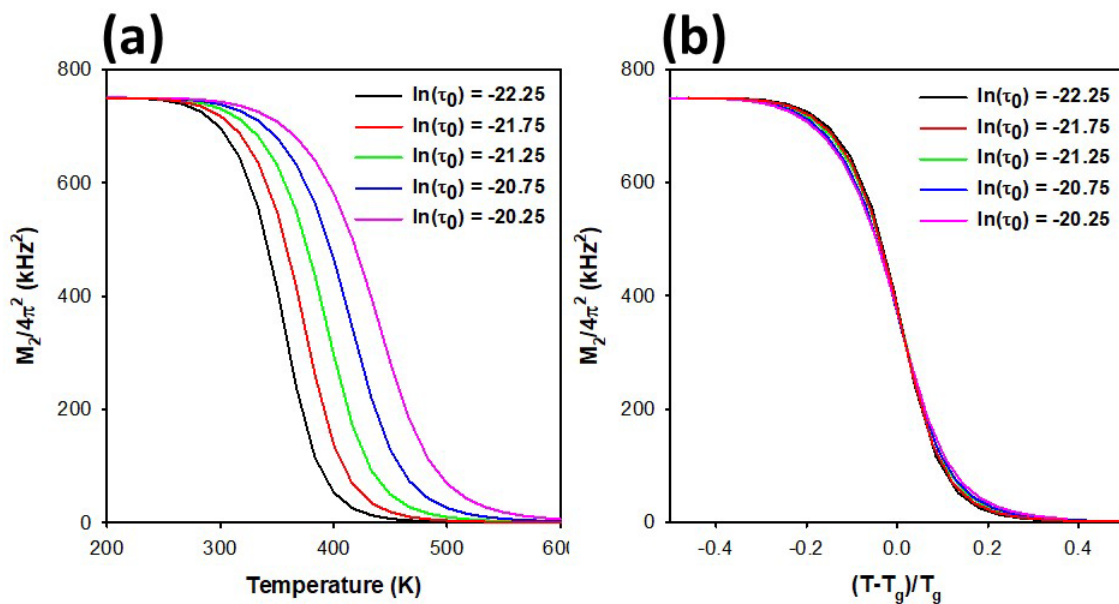 (a)
800
600
400
200
0
M₂/4π² (kHz²)
ln(τ₀) = -22.25
ln(τ₀) = -21.75
ln(τ₀) = -21.25
ln(τ₀) = -20.75
ln(τ₀) = -20.25
200 300 400 500 600
Temperature (K)
(b)
800
600
400
200
0
M₂/4π² (kHz²)
ln(τ₀) = -22.25
ln(τ₀) = -21.75
ln(τ₀) = -21.25
ln(τ₀) = -20.75
ln(τ₀) = -20.25
-0.4 -0.2 0.0 0.2 0.4
(T-Tg)/Tg